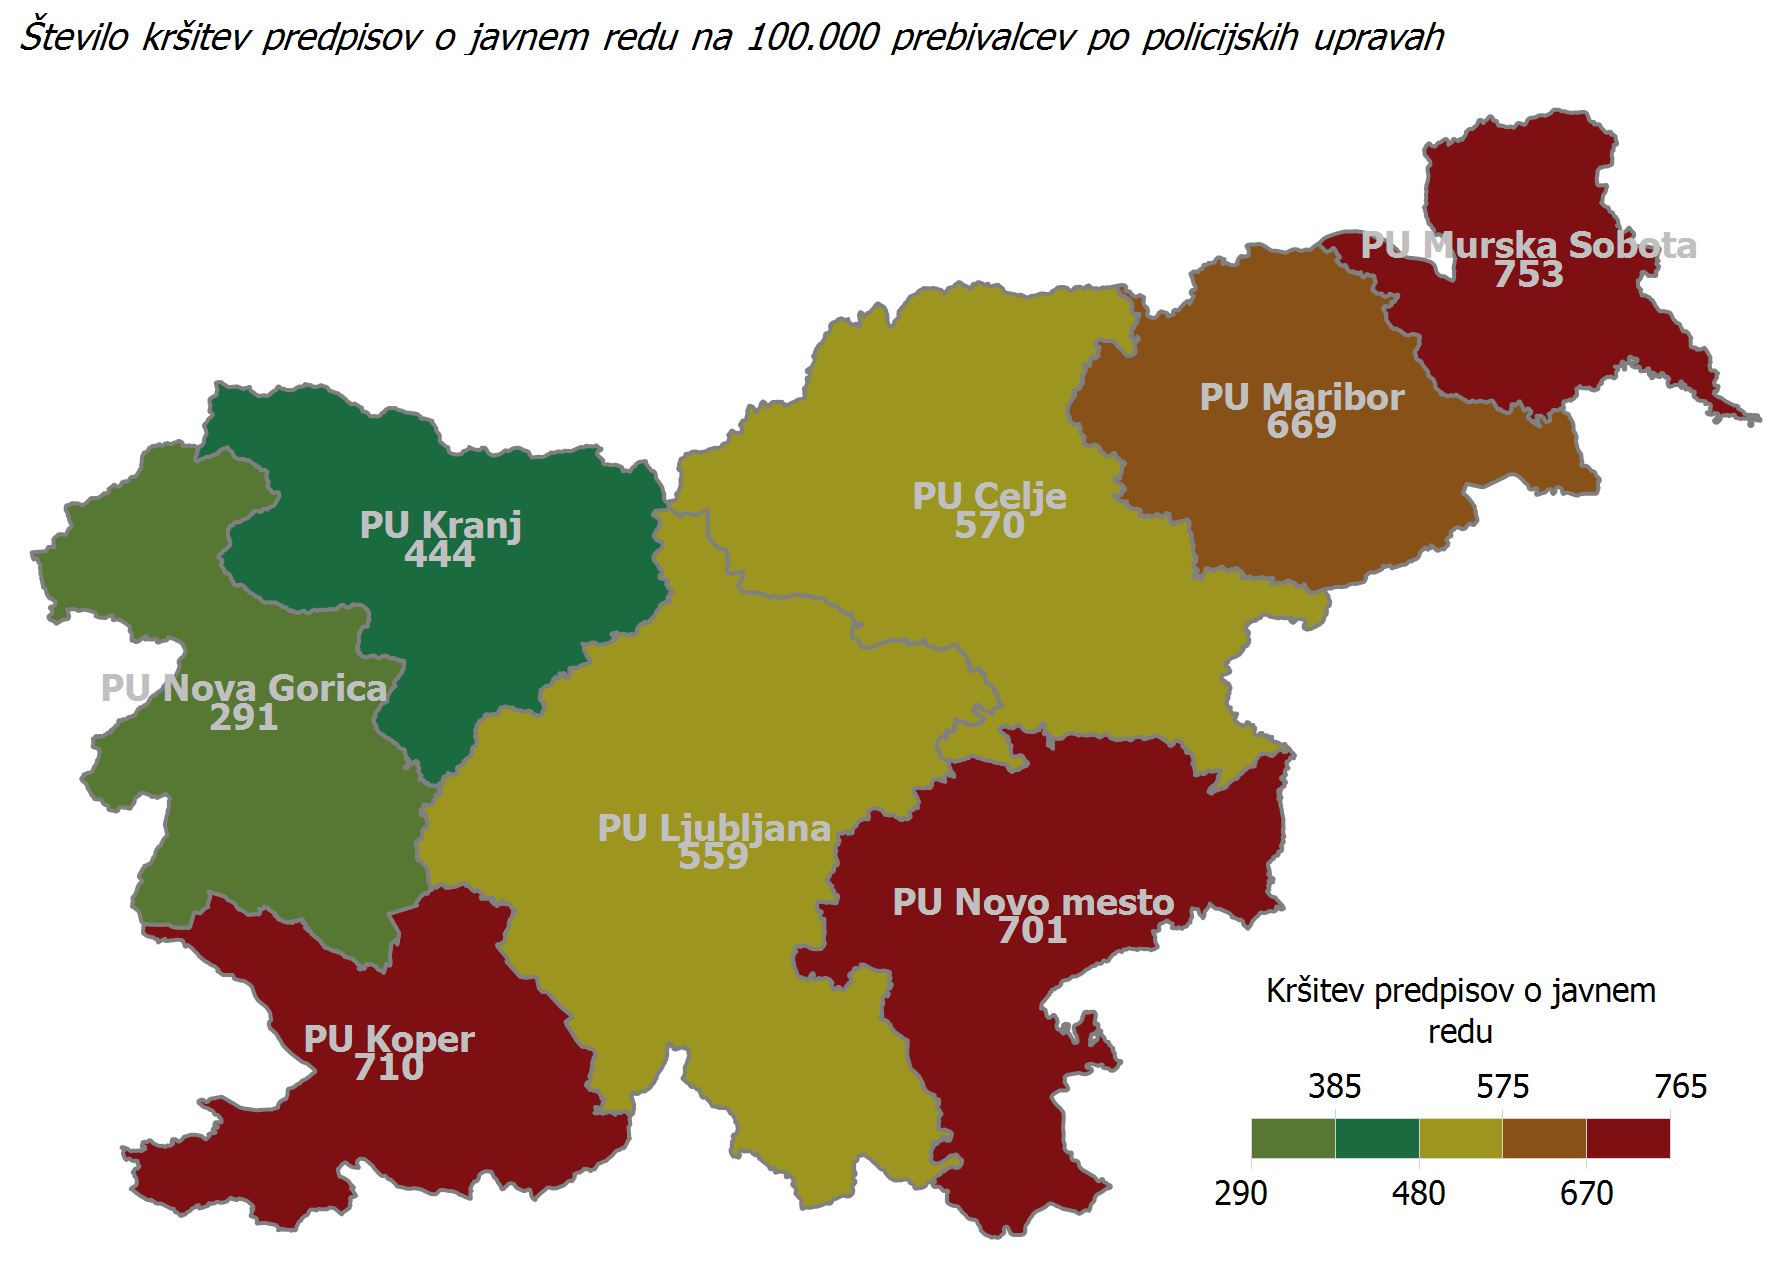 Število kršitev predpisov o javnem redu na 100.000 prebivalcev po policijskih upravah
PU Murska Sobota
753
PU Maribor
669
PU Celje
570
PU Kranj
444
PU Nova Gorica
291
PU Ljubljana
559
PU Novo mesto
701
PU Koper
710
Kršitev predpisov o javnem
redu
385 575 765
290 480 670